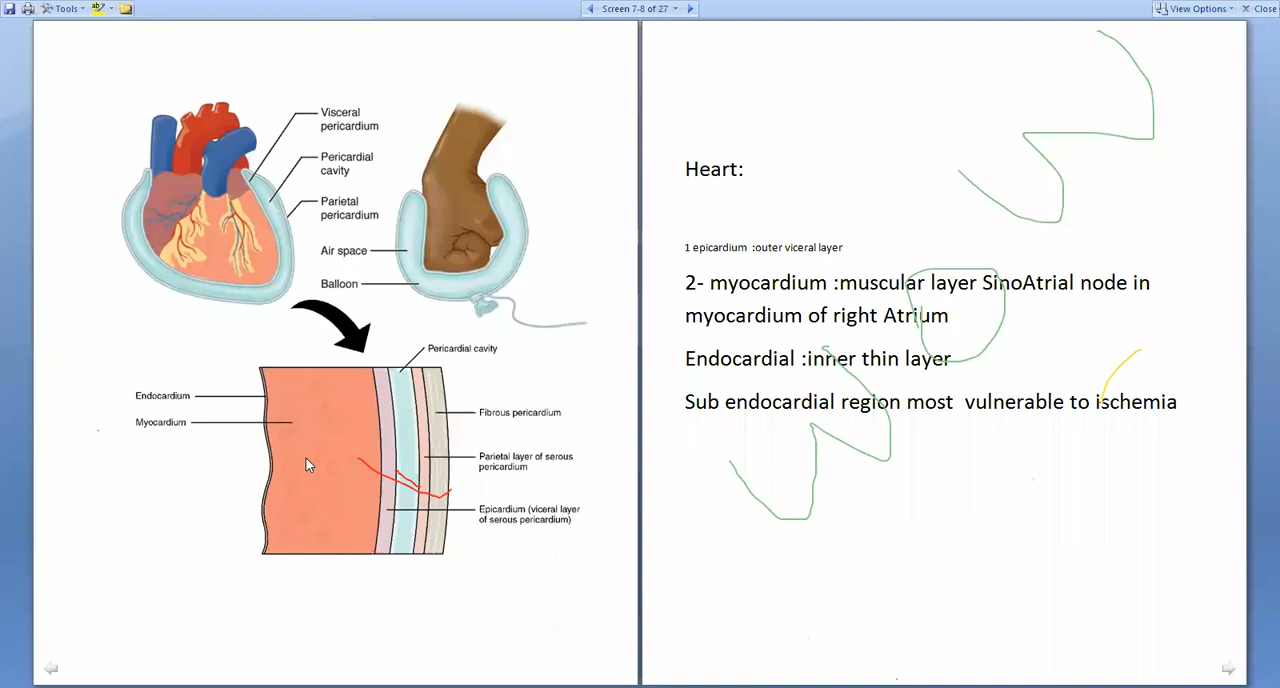 Tools
Screen 7-8 of 27
View Options
Close
Visceral
pericardium
Pericardial
cavity
Parietal
pericardium
Air space
Balloon
Pericardial cavity
Endocardium
Myocardium
Fibrous pericardium
Parietal layer of serous
pericardium
Epicardium (viceral layer
of serous pericardium)
Heart:
1 epicardium :outer viceral layer
2- myocardium :muscular layer SinoAtrial node in
myocardium of right Atrium
Endocardial :inner thin layer
Sub endocardial region most vulnerable to ischemia